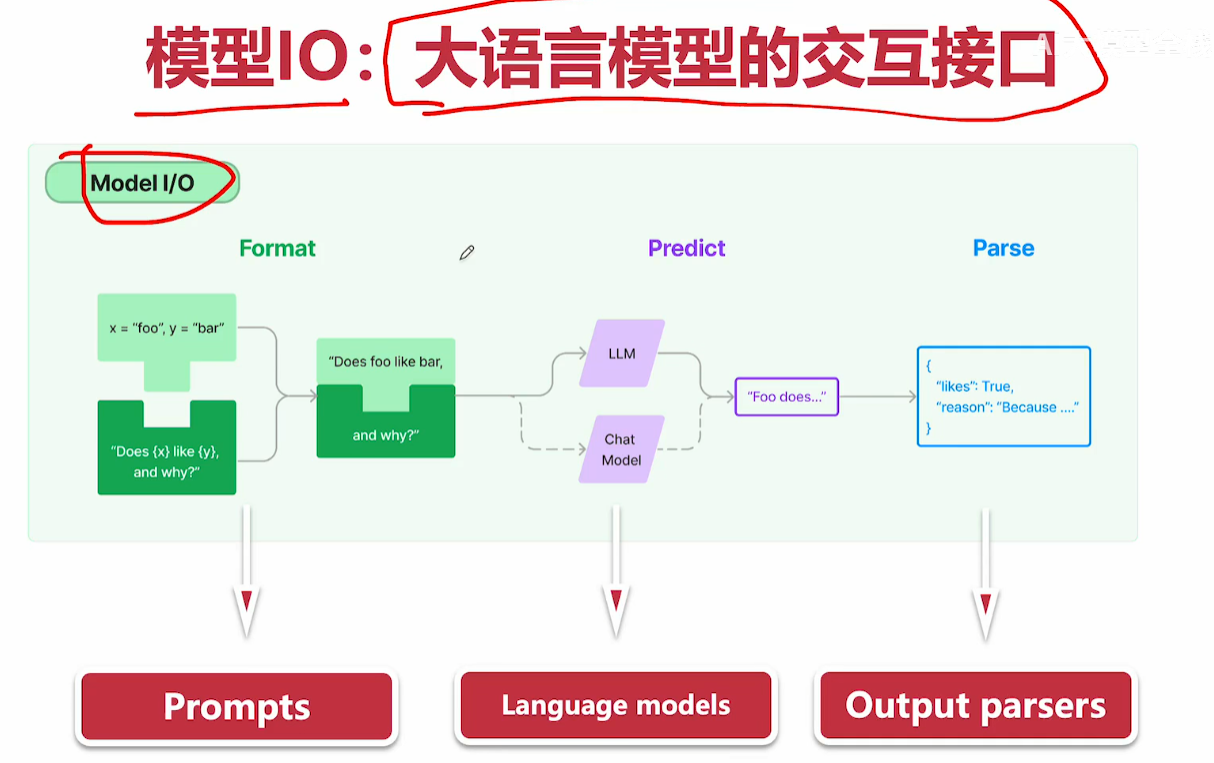 模型IO：大语言模型的交互接口
Model I/O
Format
Predict
Parse
x = “foo”, y = “bar”
“Does {x} like {y},
and why?”
“Does foo like bar,
and why?”
LLM
Chat
Model
“Foo does...”
{
“likes”: True,
“reason”: “Because ....”
}
Prompts
Language models
Output parsers